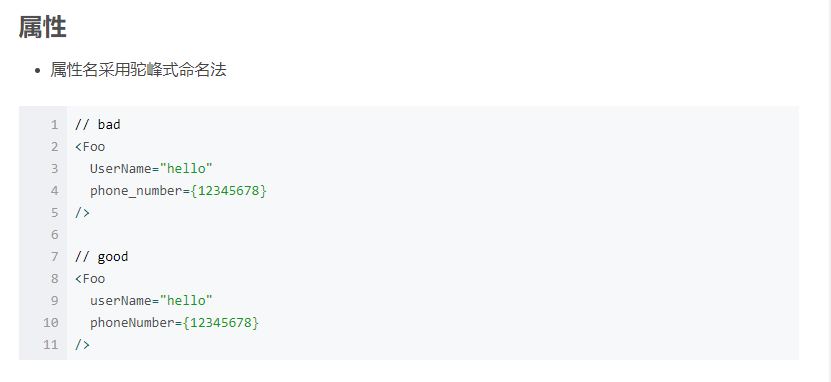 属性
• 属性名采用驼峰式命名法
1 // bad
2 <Foo
3   UserName="hello"
4   phone_number={12345678}
5 />
6
7 // good
8 <Foo
9   userName="hello"
10   phoneNumber={12345678}
11 />